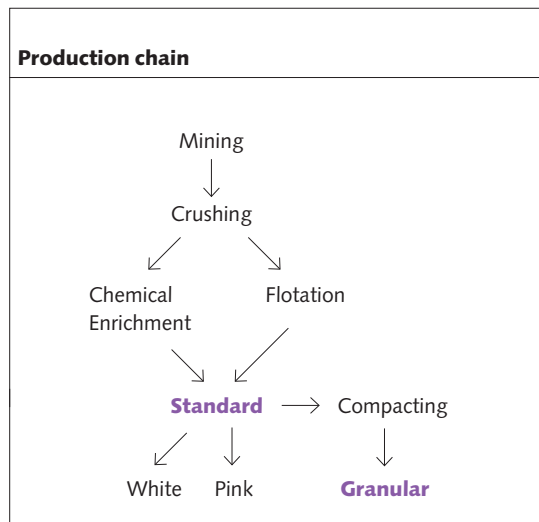 Production chain
Mining
Crushing
Chemical
Enrichment
Flotation
Standard
Compacting
White
Pink
Granular